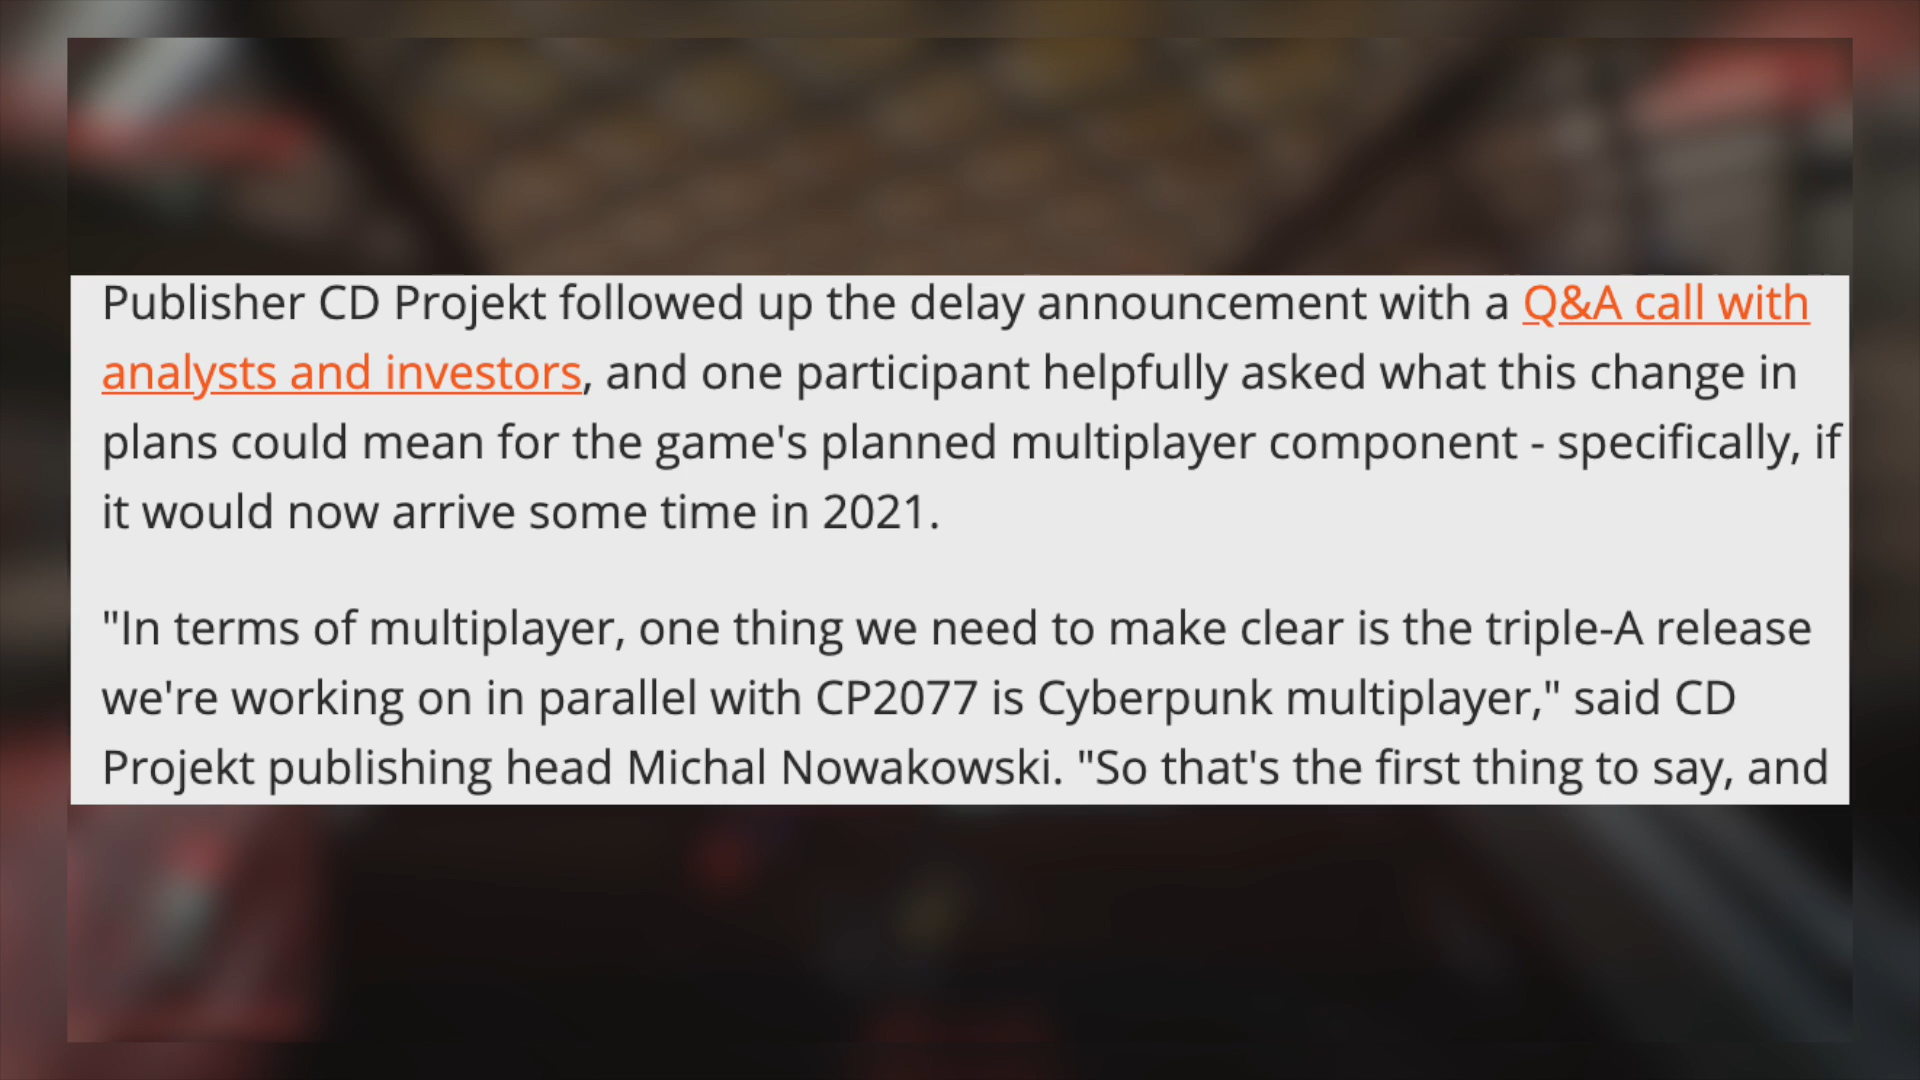 Publisher CD Projekt followed up the delay announcement with a Q&A call with
analysts and investors, and one participant helpfully asked what this change in
plans could mean for the game's planned multiplayer component - specifically, if
it would now arrive some time in 2021.
"In terms of multiplayer, one thing we need to make clear is the triple-A release
we're working on in parallel with CP2077 is Cyberpunk multiplayer," said CD
Projekt publishing head Michal Nowakowski. "So that's the first thing to say, and